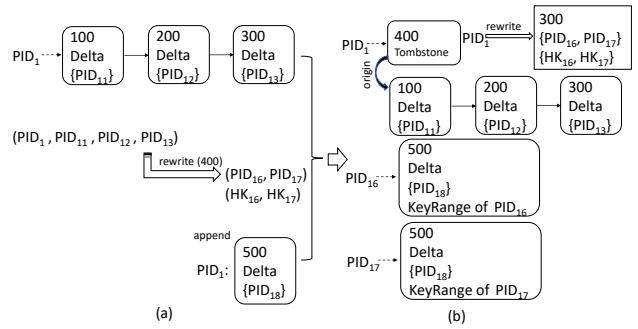 PID₁
100
Delta
{PID₁₁}
200
Delta
{PID₁₂}
300
Delta
{PID₁₃}
(PID₁ , PID₁₁ , PID₁₂ , PID₁₃)
rewrite (400)
(PID₁₆, PID₁₇)
(HK₁₆, HK₁₇)
append
PID₁:
500
Delta
{PID₁₈}
(a)
PID₁
400
Tombstone
PID₁
rewrite
300
{PID₁₆, PID₁₇}
{HK₁₆, HK₁₇}
origin
100
Delta
{PID₁₁}
200
Delta
{PID₁₂}
300
Delta
{PID₁₃}
PID₁₆
500
Delta
{PID₁₈}
KeyRange of PID₁₆
PID₁₇
500
Delta
{PID₁₈}
KeyRange of PID₁₇
(b)